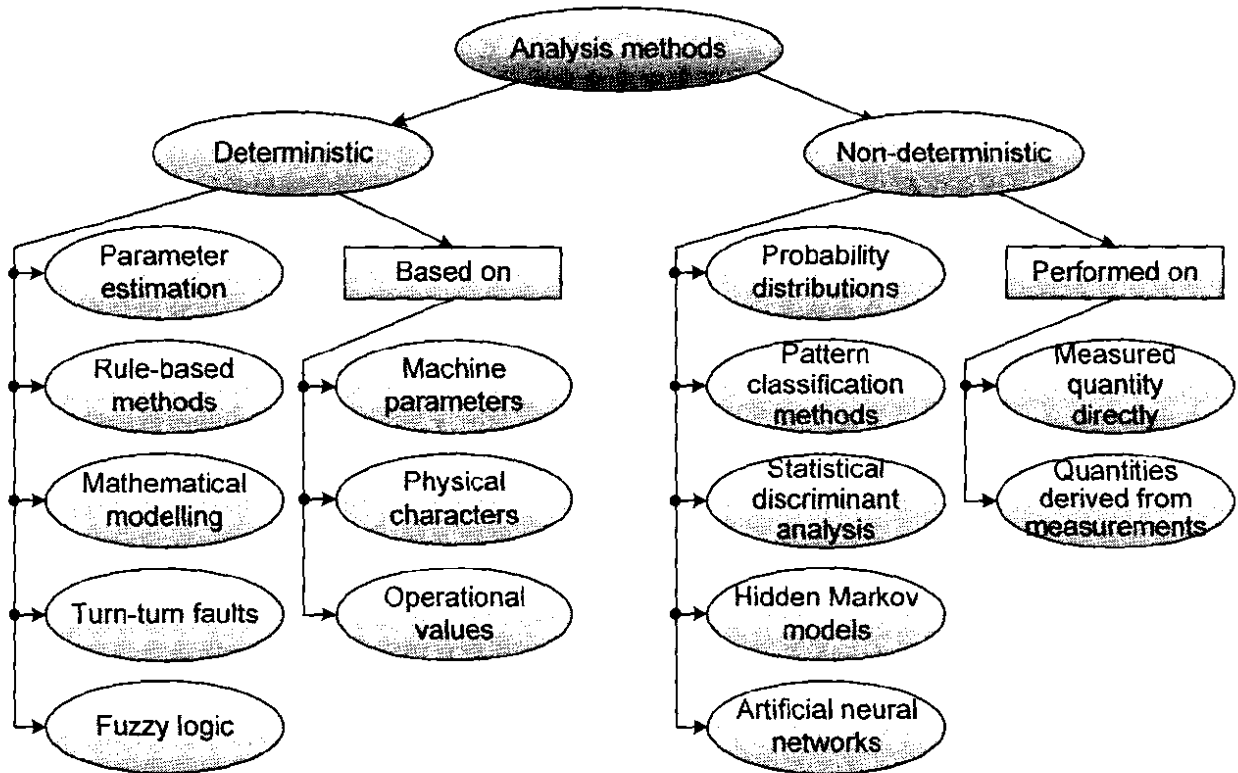 Analysis methods
Deterministic
Non-deterministic
Parameter
estimation
Based on
Probability
distributions
Performed on
Rule-based
methods
Machine
parameters
Pattern
classification
methods
Measured
quantity
directly
Mathematical
modelling
Physical
characters
Statistical
discriminant
analysis
Quantities
derived from
measurements
Turn-turn faults
Operational
values
Hidden Markov
models
Fuzzy logic
Artificial neural
networks